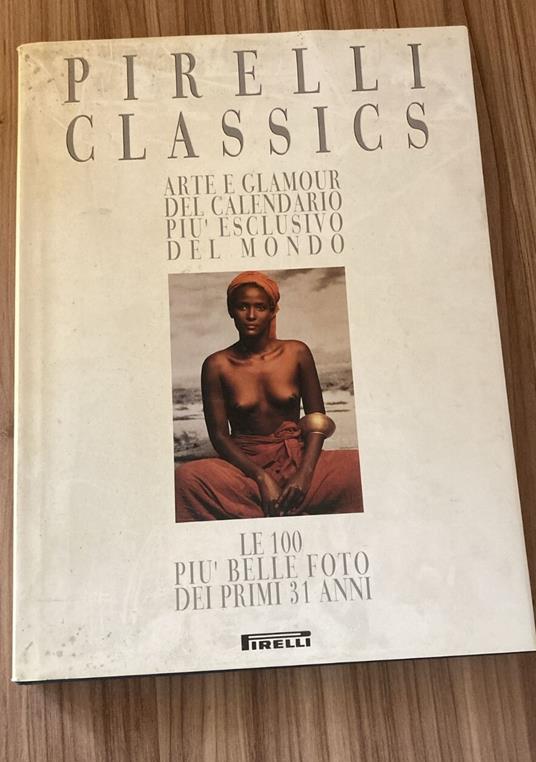 PIRELLI
CLASSICS
ARTE E GLAMOUR
DEL CALENDARIO
PIU' ESCLUSIVO
DEL MONDO
LE 100
PIU' BELLE FOTO
DEI PRIMI 31 ANNI
PIRELLI